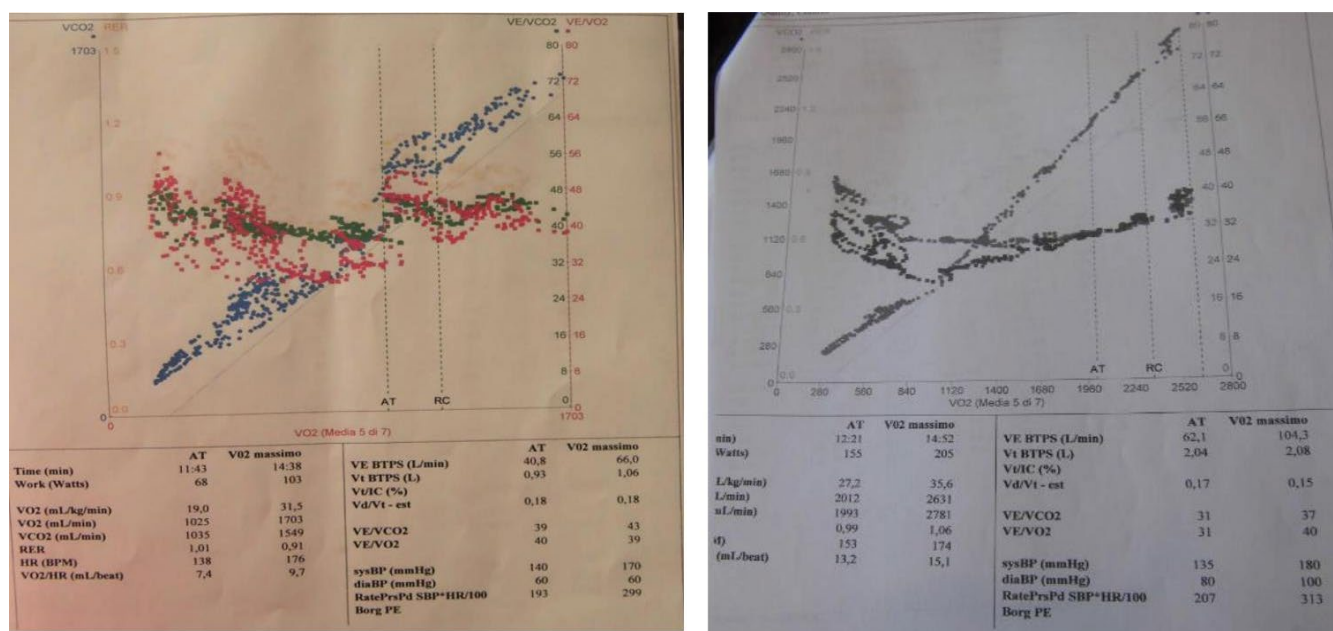 VCO2 RER VE/VCO2 VE/VO2
1703 1.5 80 80
72 72
1.2
64 64
56 56
0.9
48 48
40 40
0.6
32 32
24 24
0.3
16 16
8 8
AT RC
0 0.0 0 0
0 1703
VO2 (Media 5 di 7)
AT V02 massimo
Time (min) 11:43 14:38
Work (Watts) 68 103
VO2 (mL/kg/min) 19,0 31,5
VO2 (mL/min) 1025 1703
VCO2 (mL/min) 1035 1549
RER 1,01 0,91
HR (BPM) 138 176
VO2/HR (mL/beat) 7,4 9,7
AT V02 massimo
VE BTPS (L/min) 40,8 66,0
Vt BTPS (L) 0,93 1,06
Vt/IC (%)
Vd/Vt - est 0,18 0,18
VE/VCO2 39 43
VE/VO2 40 39
sysBP (mmHg) 140 170
diaBP (mmHg) 60 60
RatePrsPd SBP*HR/100 193 299
Borg PE
80 80
2800
2520 72 72
2240 64 64
1960 56 56
1680 48 48
1400 40 40
1120 32 32
840 24 24
560 16 16
280 8 8
AT RC
0 0
0 280 560 840 1120 1400 1680 1960 2240 2520 2800
VO2 (Media 5 di 7)
AT V02 massimo
nin) 12:21 14:52
Watts) 155 205
L/kg/min) 27,2 35,6
L/min) 2012 2631
L/min) 1993 2781
0,99 1,06
153 174
(mL/beat) 13,2 15,1
AT V02 massimo
VE BTPS (L/min) 62,1 104,3
Vt BTPS (L) 2,04 2,08
Vt/IC (%)
Vd/Vt - est 0,17 0,15
VE/VCO2 31 37
VE/VO2 31 40
sysBP (mmHg) 135 180
diaBP (mmHg) 80 100
RatePrsPd SBP*HR/100 207 313
Borg PE